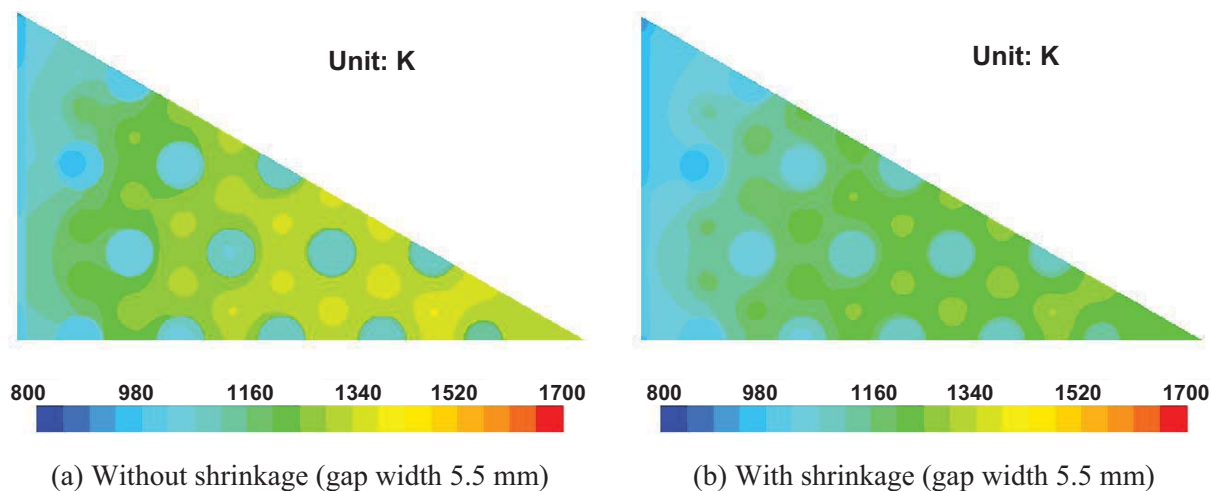 Unit: K
Unit: K
800 980 1160 1340 1520 1700
800 980 1160 1340 1520 1700
(a) Without shrinkage (gap width 5.5 mm)
(b) With shrinkage (gap width 5.5 mm)